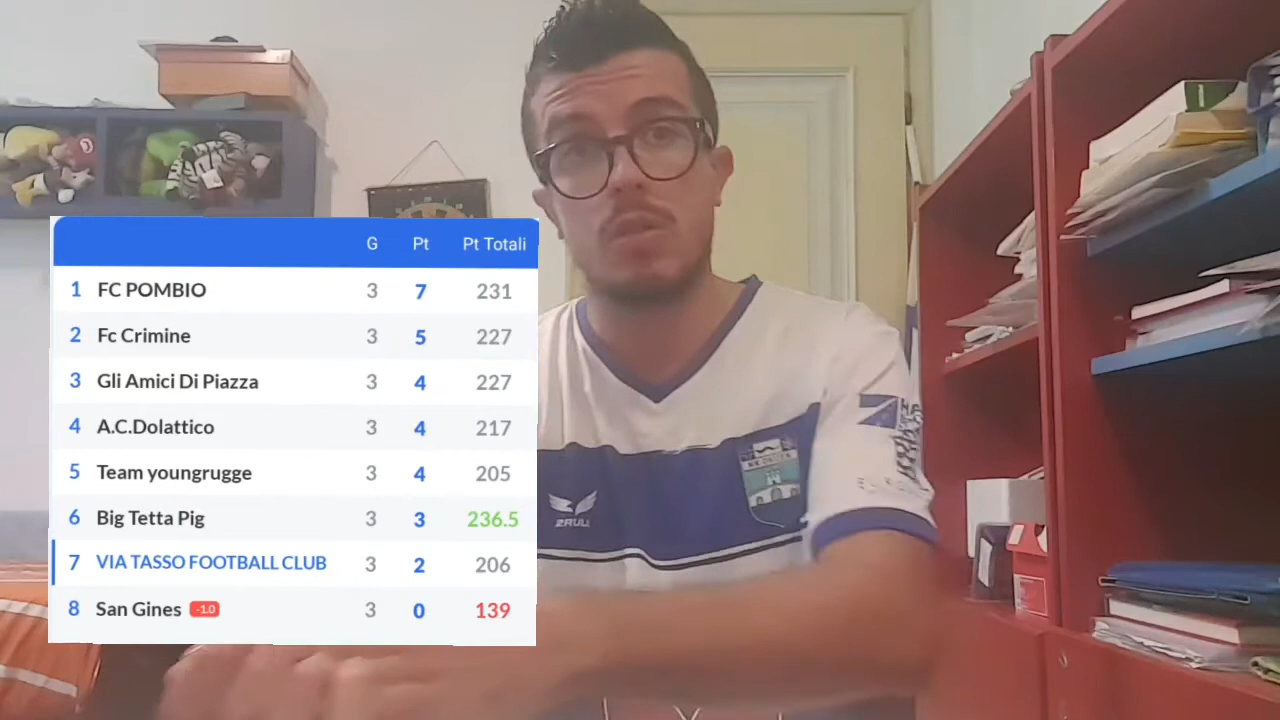 G Pt Pt Totali
1 FC POMBIO 3 7 231
2 Fc Crimine 3 5 227
3 Gli Amici Di Piazza 3 4 227
4 A.C.Dolattico 3 4 217
5 Team youngrugge 3 4 205
6 Big Tetta Pig 3 3 236.5
7 VIA TASSO FOOTBALL CLUB 3 2 206
8 San Gines -1.0 3 0 139
2RULE